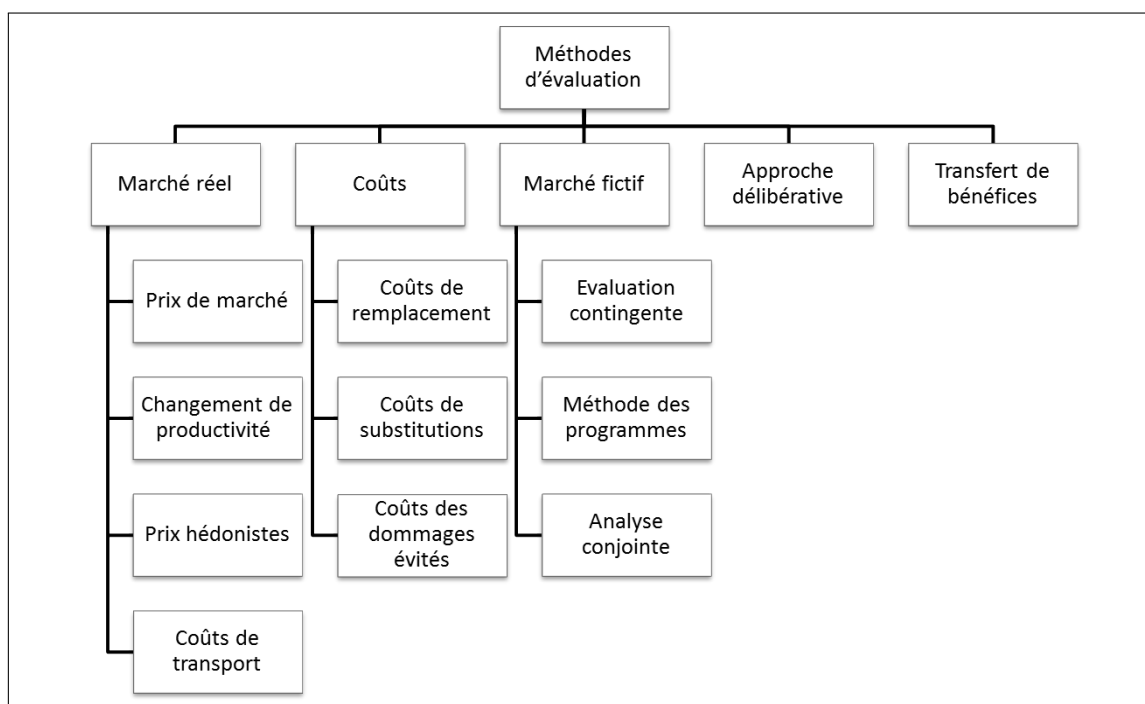 Méthodes
d’évaluation
Marché réel
Coûts
Marché fictif
Approche
délibérative
Transfert de
bénéfices
Prix de marché
Coûts de
remplacement
Evaluation
contingente
Changement de
productivité
Coûts de
substitutions
Méthode des
programmes
Prix hédonistes
Coûts des
dommages
évités
Analyse
conjointe
Coûts de
transport